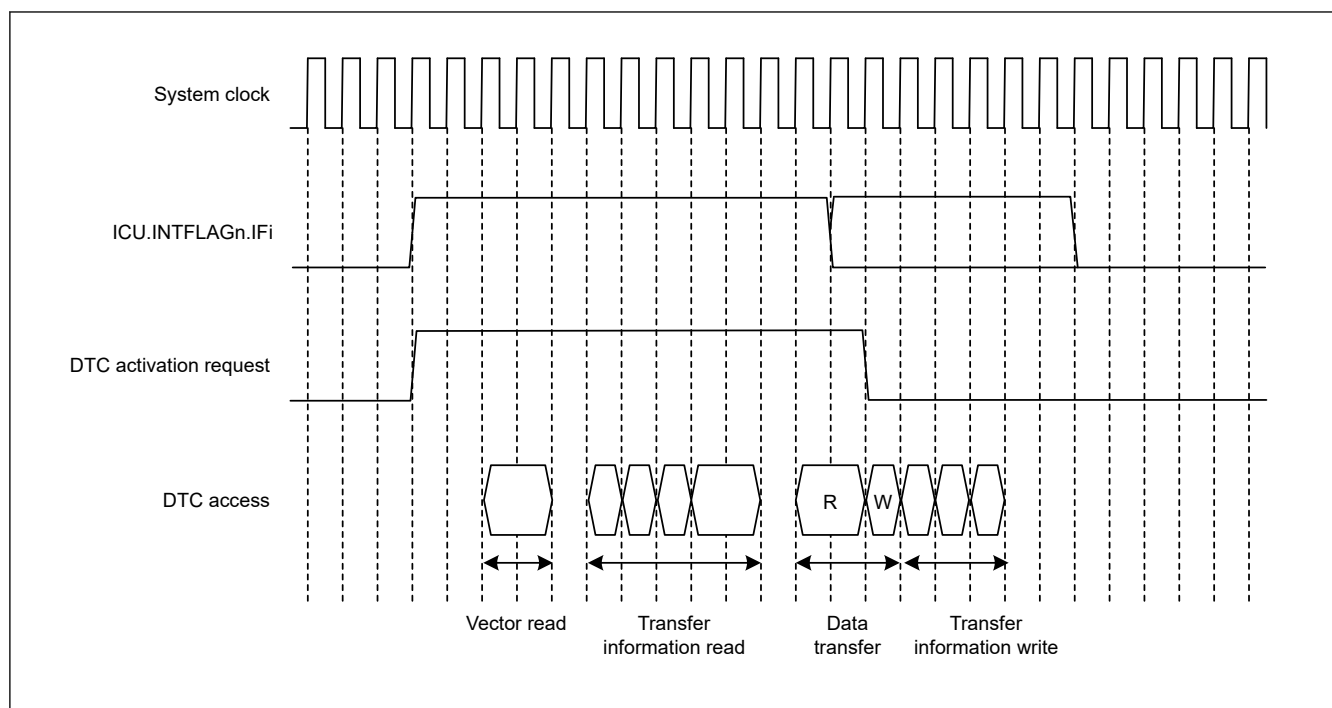 System clock
ICU.INTFLAGn.IFi
DTC activation request
DTC access
R
W
Vector read
Transfer
information read
Data
transfer
Transfer
information write